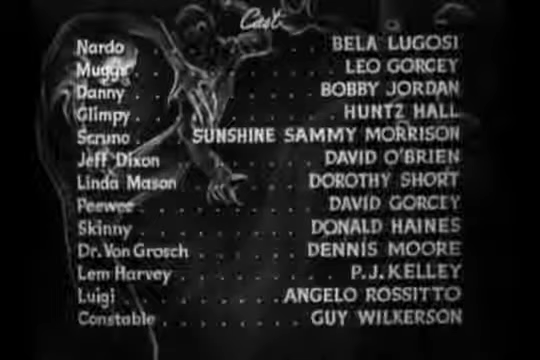 Cast
Nardo . . . . . . . . . . . BELA LUGOSI
Muggs . . . . . . . . . . . LEO GORCEY
Danny . . . . . . . . . . BOBBY JORDAN
Glimpy . . . . . . . . . . . HUNTZ HALL
Scruno . . . SUNSHINE SAMMY MORRISON
Jeff Dixon . . . . . . . . . DAVID O'BRIEN
Linda Mason . . . . . . . DOROTHY SHORT
Peewee . . . . . . . . . . DAVID GORCEY
Skinny . . . . . . . . . . DONALD HAINES
Dr. Von Grosch . . . . . . DENNIS MOORE
Lem Harvey . . . . . . . . . P. J. KELLEY
Luigi . . . . . . . . . ANGELO ROSSITTO
Constable . . . . . . . . GUY WILKERSON